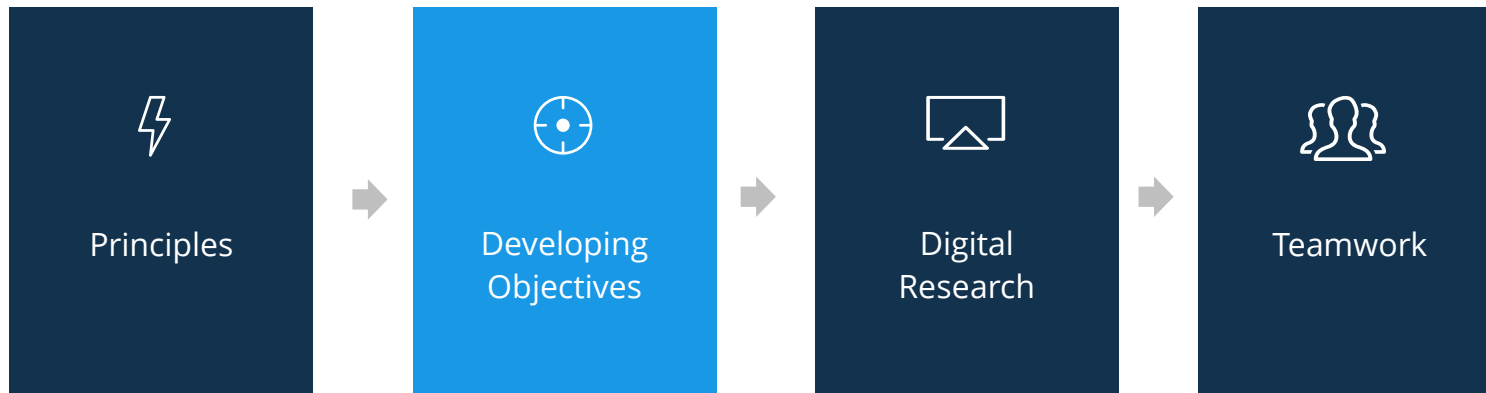 Principles
Developing
Objectives
Digital
Research
Teamwork